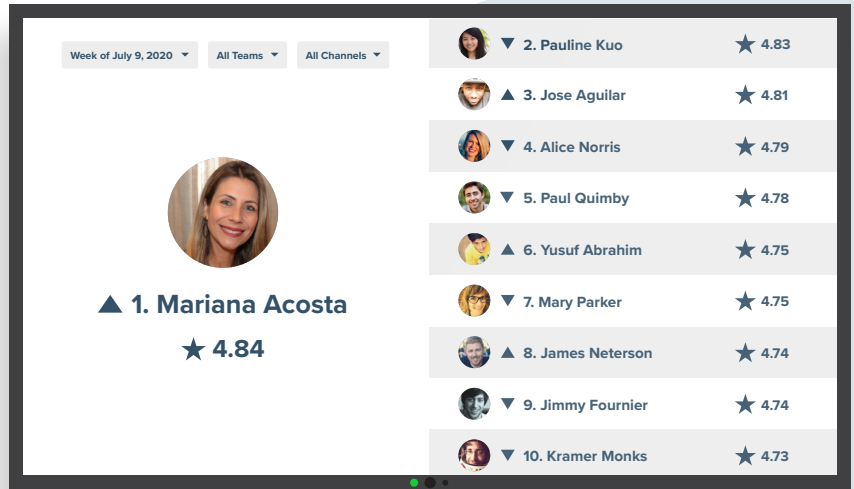 Week of July 9, 2020
All Teams
All Channels
1. Mariana Acosta
4.84
2. Pauline Kuo 4.83
3. Jose Aguilar 4.81
4. Alice Norris 4.79
5. Paul Quimby 4.78
6. Yusuf Abrahim 4.75
7. Mary Parker 4.75
8. James Neterson 4.74
9. Jimmy Fournier 4.74
10. Kramer Monks 4.73